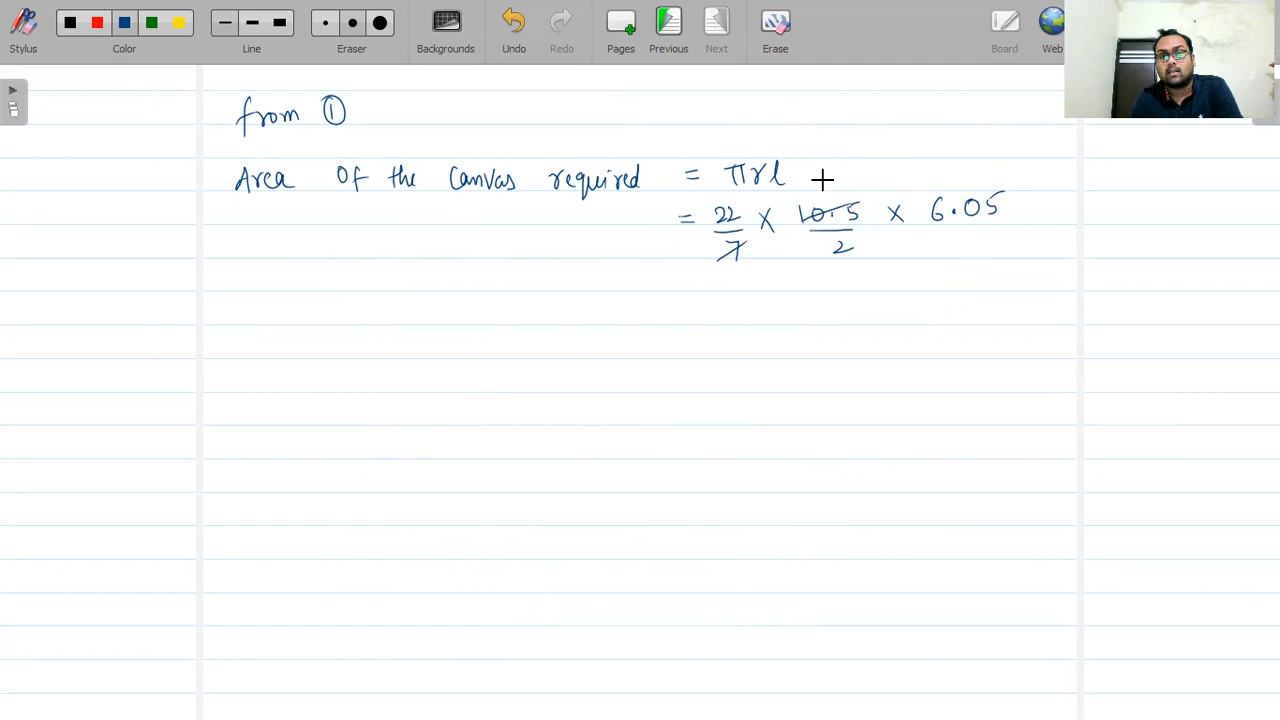 Stylus Color Line Eraser Backgrounds Undo Redo Pages Previous Next Erase Board Web
from ①
Area Of the Canvas required = πrl
= 22/7 × 10.5/2 × 6.05